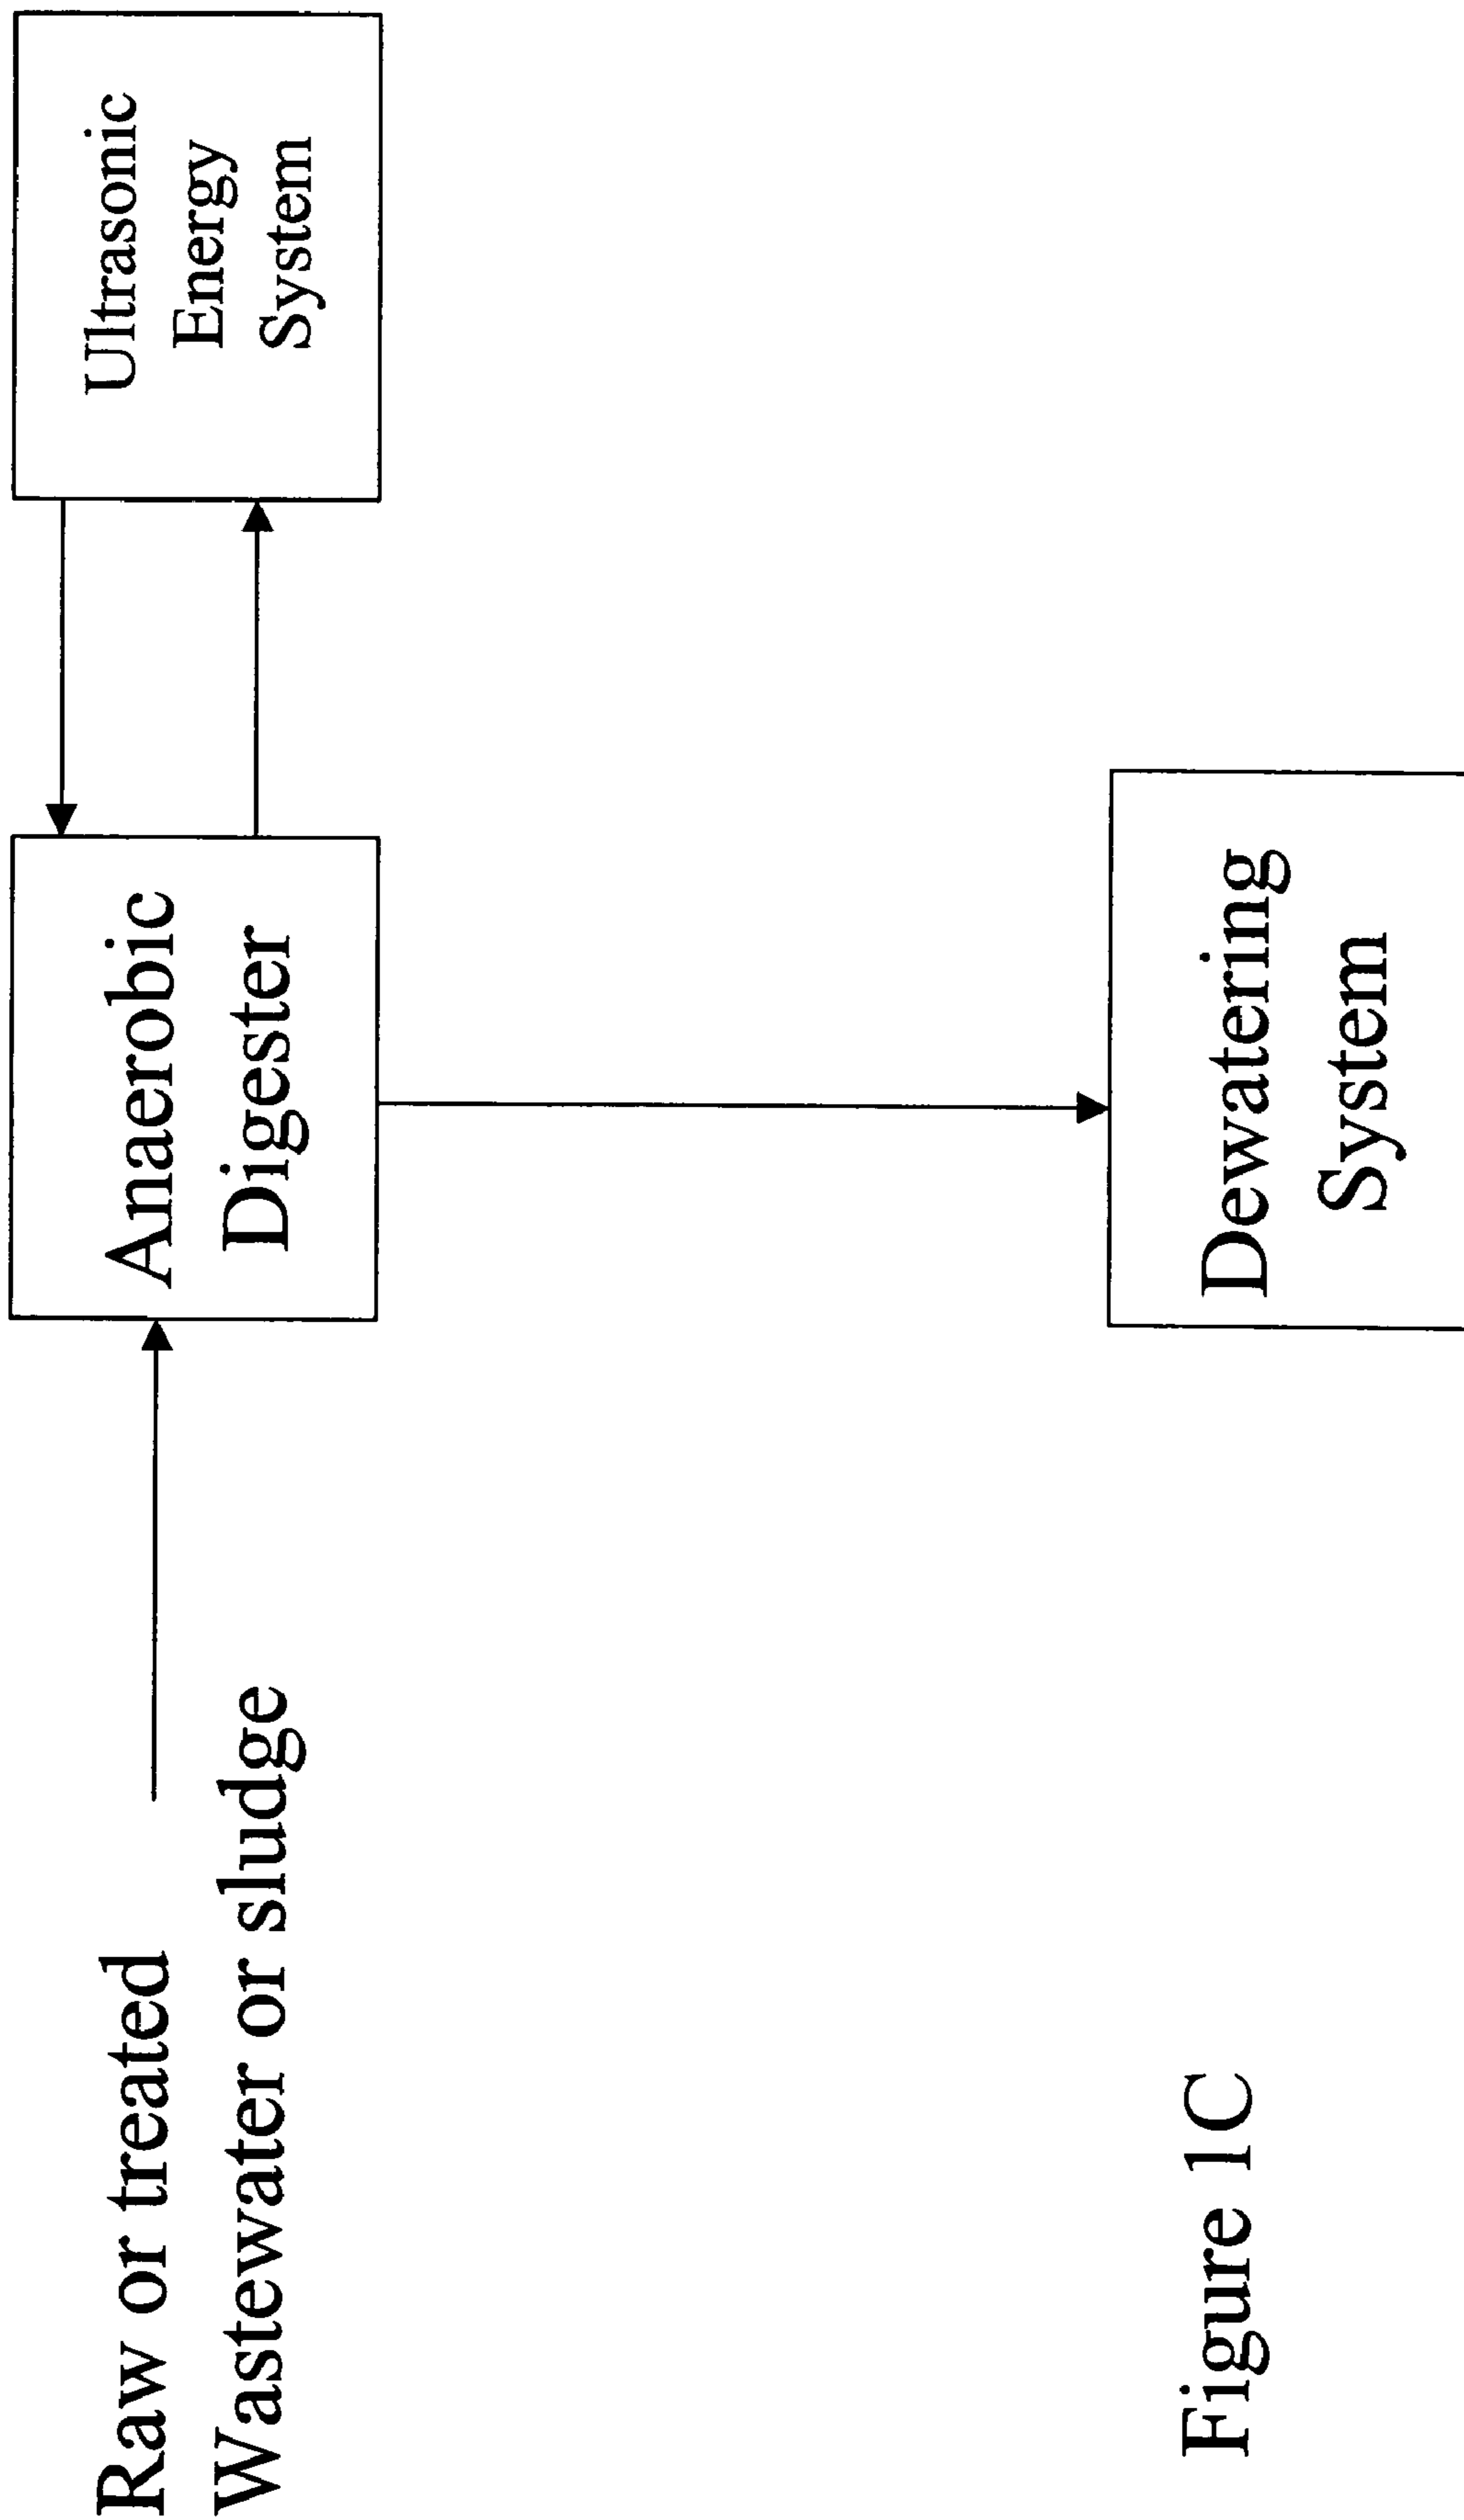 Raw or treated
Wastewater or sludge
Anaerobic
Digester
Ultrasonic
Energy
System
Dewatering
System
Figure 1C